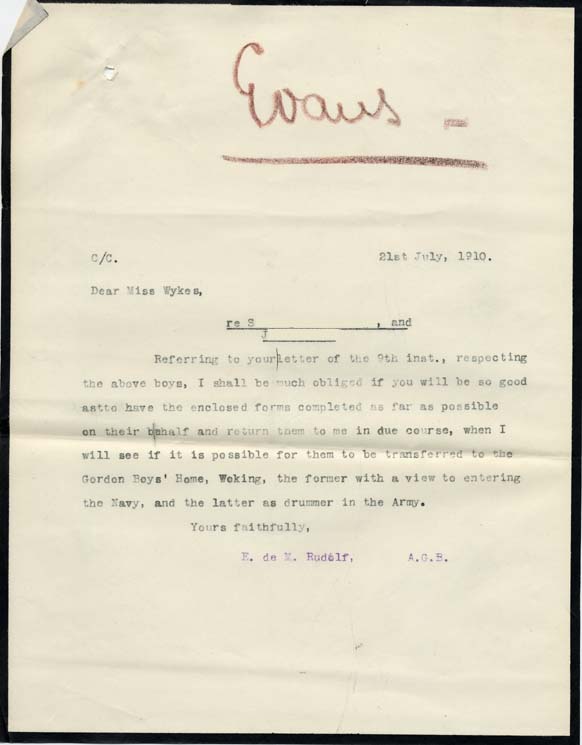 Evans -
C/C. 21st July, 1910.
Dear Miss Wykes,
re S , and
J
Referring to your letter of the 9th inst., respecting
the above boys, I shall be much obliged if you will be so good
astto have the enclosed forms completed as far as possible
on their behalf and return them to me in due course, when I
will see if it is possible for them to be transferred to the
Gordon Boys' Home, Woking, the former with a view to entering
the Navy, and the latter as drummer in the Army.
Yours faithfully,
E. de M. Rudolf, A.G.B.